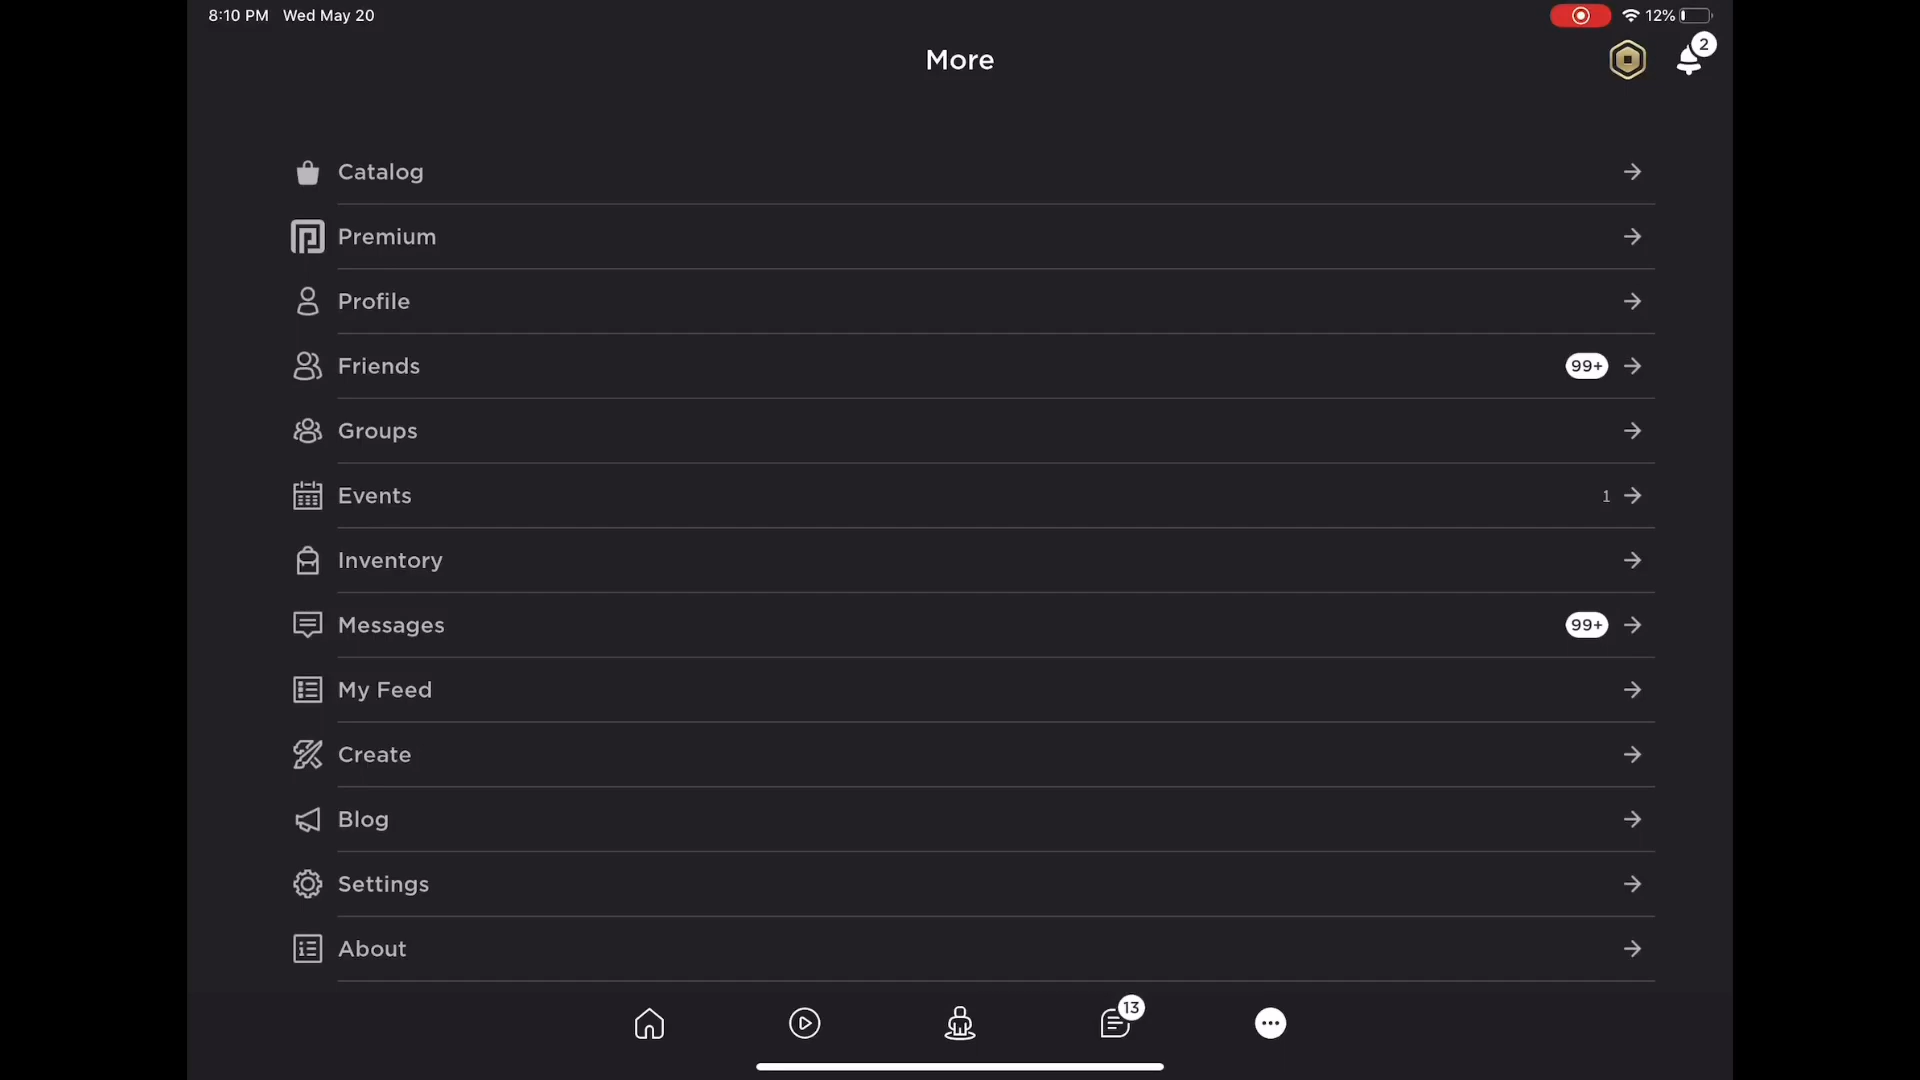 8:10 PM Wed May 20
12%
More
2
Catalog
Premium
Profile
Friends 99+
Groups
Events 1
Inventory
Messages 99+
My Feed
Create
Blog
Settings
About
13